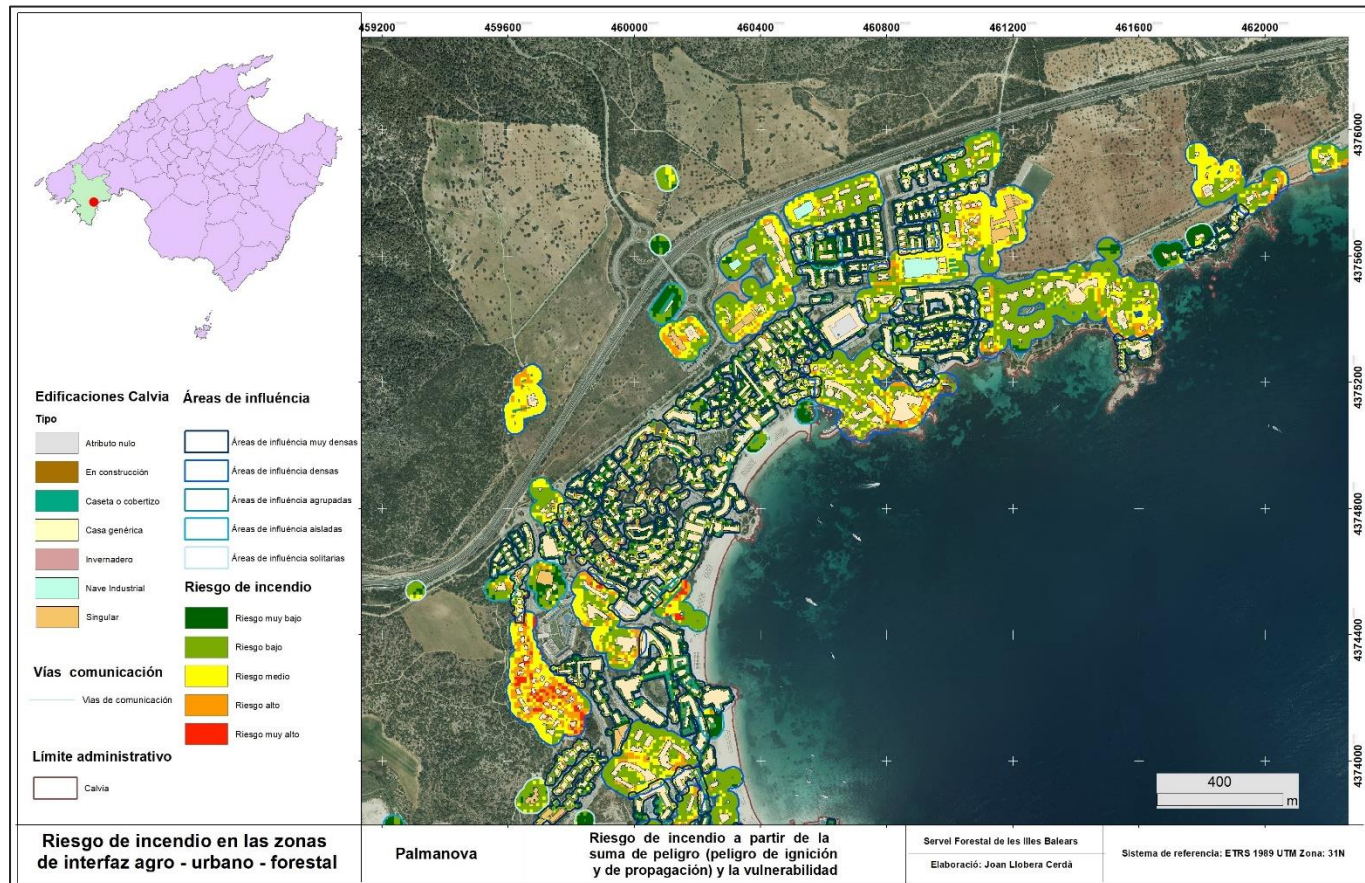 459200 459600 460000 460400 460800 461200 461600 462000
4376000
4375600
4375200
4374800
4374400
4374000
Edificaciones Calvia
Tipo
Atributo nulo
En construcción
Caseta o cobertizo
Casa genérica
Invernadero
Nave Industrial
Singular
Vías comunicación
Vias de comunicación
Límite administrativo
Calvia
Áreas de influéncia
Áreas de influéncia muy densas
Áreas de influéncia densas
Áreas de influéncia agrupadas
Áreas de influéncia aisladas
Áreas de influéncia solitarias
Riesgo de incendio
Riesgo muy bajo
Riesgo bajo
Riesgo medio
Riesgo alto
Riesgo muy alto
400
m
Riesgo de incendio en las zonas
de interfaz agro - urbano - forestal
Palmanova
Riesgo de incendio a partir de la
suma de peligro (peligro de ignición
y de propagación) y la vulnerabilidad
Servei Forestal de les Illes Balears
Elaboració: Joan Llobera Cerdà
Sistema de referencia: ETRS 1989 UTM Zona: 31N